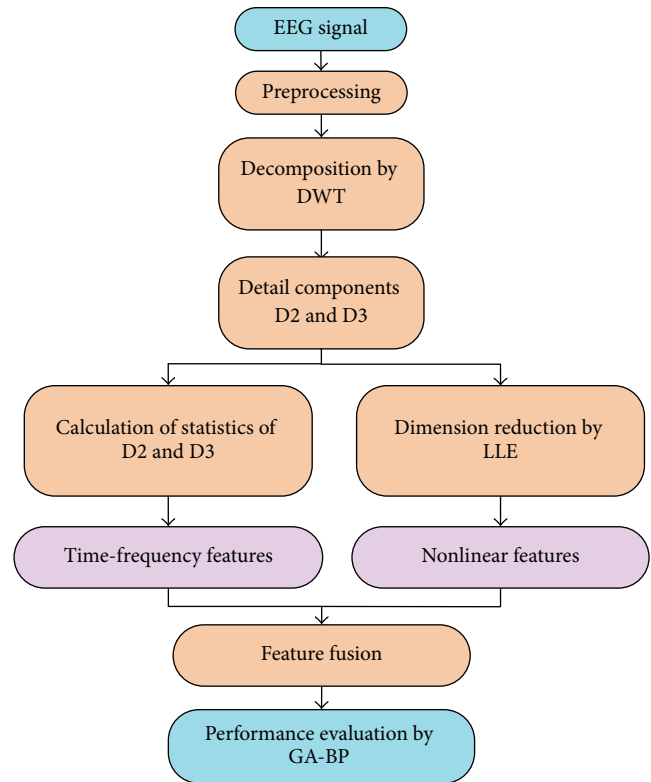 EEG signal
Preprocessing
Decomposition by
DWT
Detail components
D2 and D3
Calculation of statistics of
D2 and D3
Dimension reduction by
LLE
Time-frequency features
Nonlinear features
Feature fusion
Performance evaluation by
GA-BP